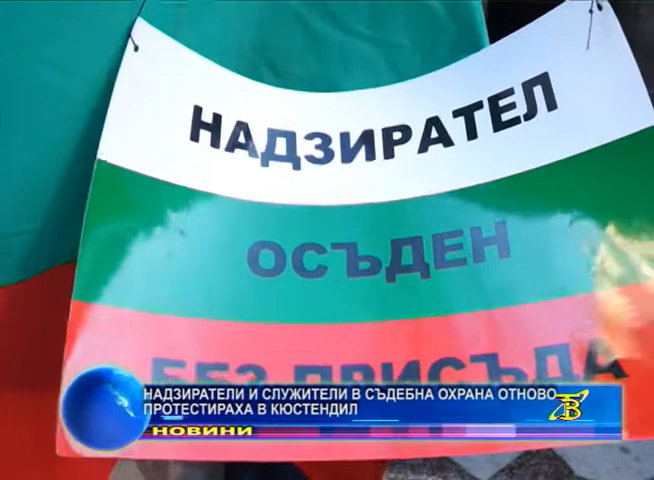 НАДЗИРАТЕЛ
ОСЪДЕН
БЕЗ ПРИСЪДА
НАДЗИРАТЕЛИ И СЛУЖИТЕЛИ В СЪДЕБНА ОХРАНА ОТНОВО
ПРОТЕСТИРАХА В КЮСТЕНДИЛ
НОВИНИ